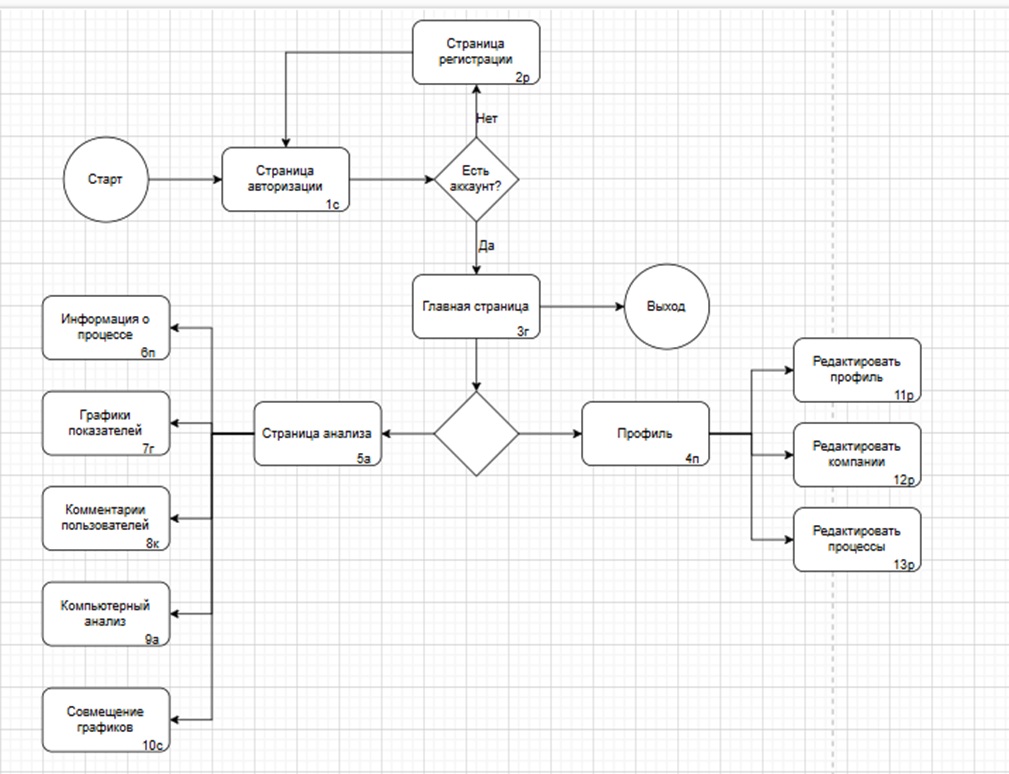 Страница
регистрации
2р
Нет
Старт
Страница
авторизации
1с
Есть
аккаунт?
Да
Главная страница
3г
Выход
Информация о
процессе
6п
Графики
показателей
7г
Комментарии
пользователей
8к
Компьютерный
анализ
9а
Совмещение
графиков
10с
Страница анализа
5а
Профиль
4п
Редактировать
профиль
11р
Редактировать
компании
12р
Редактировать
процессы
13р